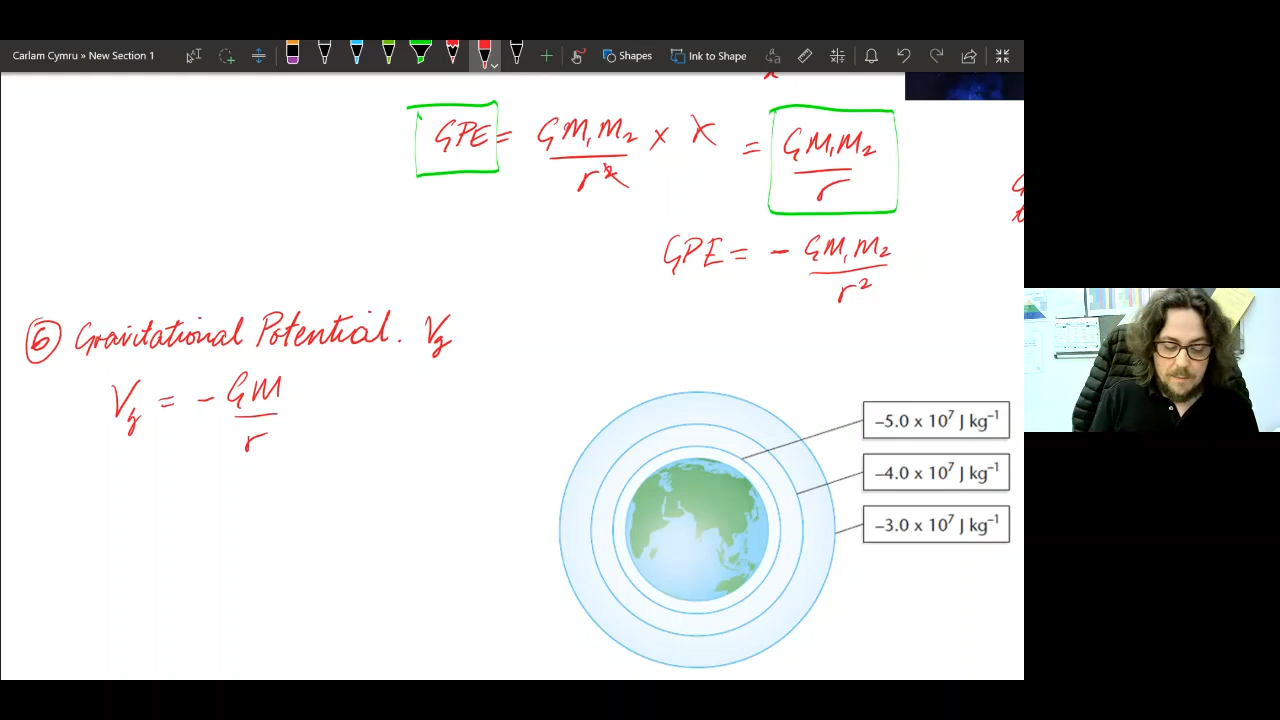 Carlam Cymru » New Section 1
Shapes
Ink to Shape
GPE = GM₁M₂/r² × r = GM₁M₂/r
GPE = - GM₁M₂/r²
⑥ Gravitational Potential. Vg
Vg = - GM/r
–5.0 x 10⁷ J kg⁻¹
–4.0 x 10⁷ J kg⁻¹
–3.0 x 10⁷ J kg⁻¹